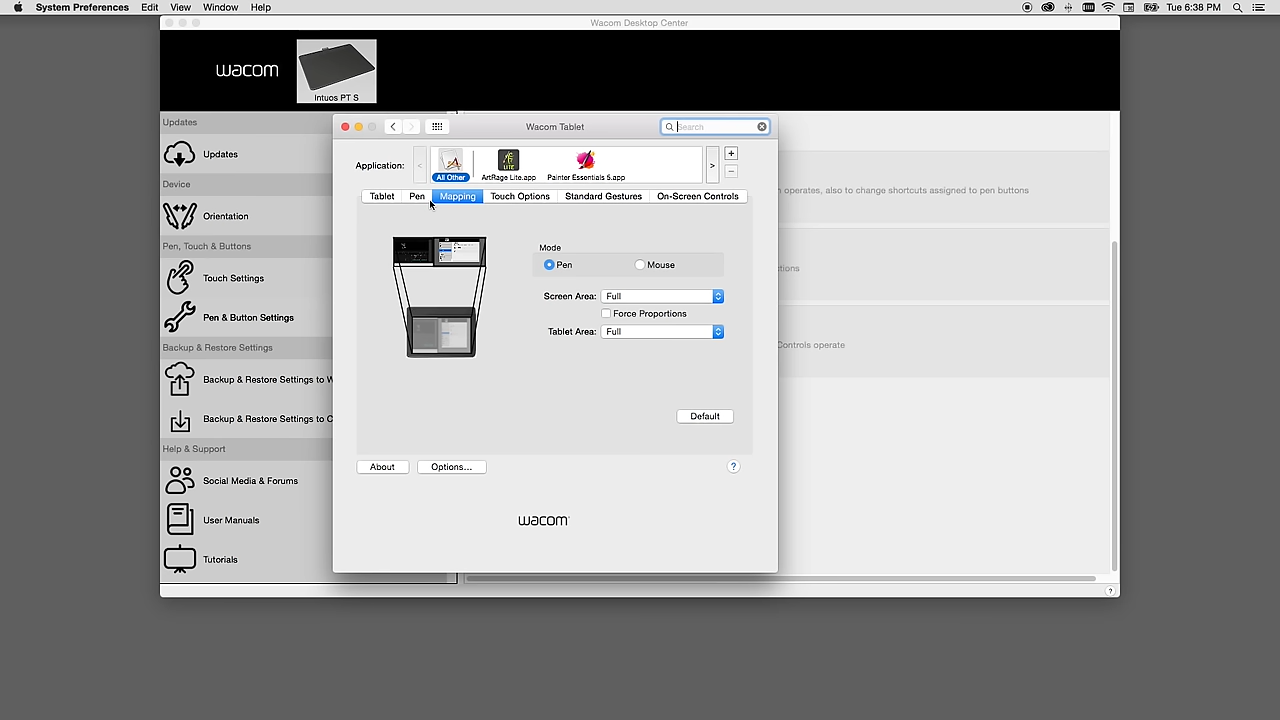 System Preferences Edit View Window Help Tue 6:38 PM
Wacom Desktop Center
wacom
Intuos PT S
Updates
Updates
Device
Orientation
Pen, Touch & Buttons
Touch Settings
Pen & Button Settings
Backup & Restore Settings
Backup & Restore Settings to W
Backup & Restore Settings to C
Help & Support
Social Media & Forums
User Manuals
Tutorials
Wacom Tablet
Search
Application:
< All Other ArtRage Lite.app Painter Essentials 5.app > + −
LITE
Tablet Pen Mapping Touch Options Standard Gestures On-Screen Controls
Mode
Pen Mouse
Screen Area: Full
Force Proportions
Tablet Area: Full
Default
About Options... ?
wacom
n operates, also to change shortcuts assigned to pen buttons
ctions
Controls operate
?